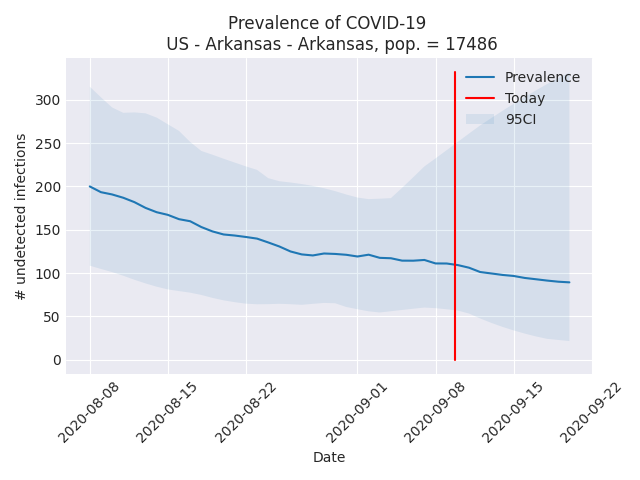 Prevalence of COVID-19
US - Arkansas - Arkansas, pop. = 17486
Prevalence
Today
95CI
# undetected infections
300
250
200
150
100
50
0
2020-08-08
2020-08-15
2020-08-22
2020-09-01
2020-09-08
2020-09-15
2020-09-22
Date